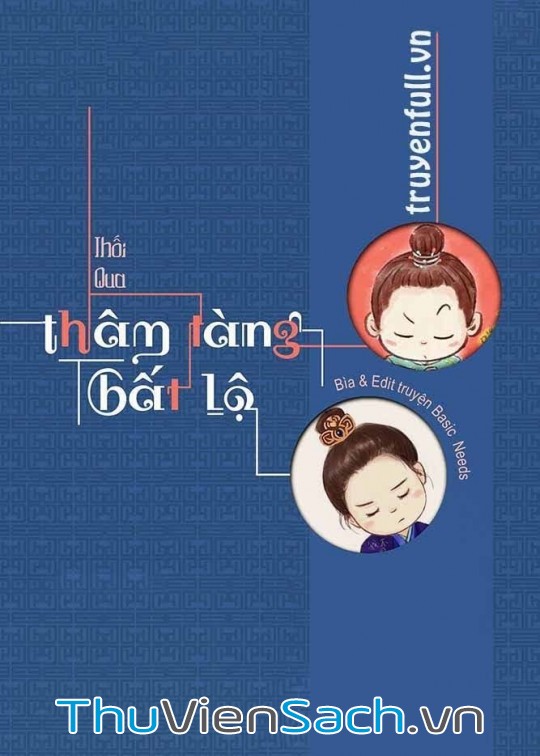 truyenfull.vn
Thối
Qua
thâm tàng
bất lộ
Bìa & Edit truyện Basic Needs
ThuVienSach.vn